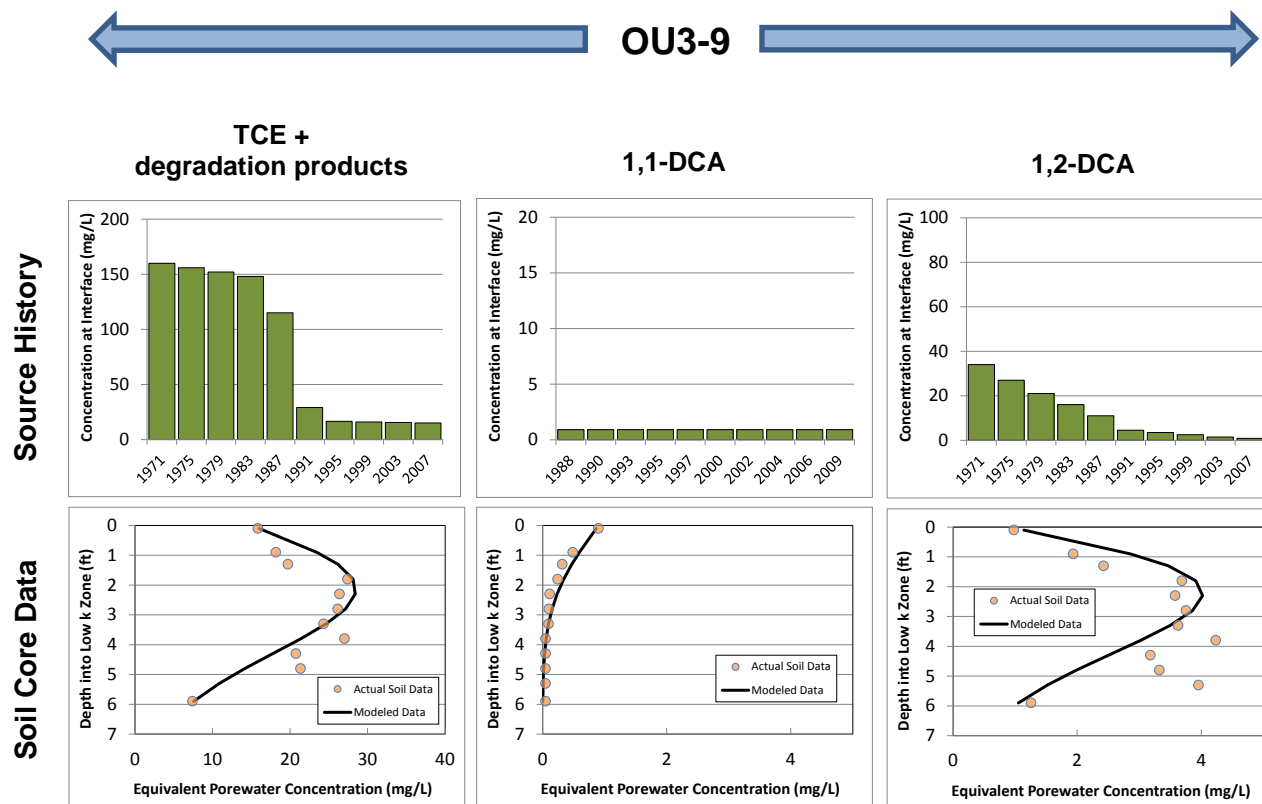 OU3-9
TCE +
degradation products
1,1-DCA
1,2-DCA
Source History
Concentration at Interface (mg/L)
200
150
100
50
0
1971 1975 1979 1983 1987 1991 1995 1999 2003 2007
Concentration at Interface (mg/L)
20
15
10
5
0
1988 1990 1993 1995 1997 2000 2002 2004 2006 2009
Concentration at Interface (mg/L)
100
80
60
40
20
0
1971 1975 1979 1983 1987 1991 1995 1999 2003 2007
Soil Core Data
Depth into Low k Zone (ft)
0
1
2
3
4
5
6
7
Actual Soil Data
Modeled Data
0 10 20 30 40
Equivalent Porewater Concentration (mg/L)
Depth into Low k Zone (ft)
0
1
2
3
4
5
6
7
Actual Soil Data
Modeled Data
0 2 4
Equivalent Porewater Concentration (mg/L)
Depth into Low k Zone (ft)
0
1
2
3
4
5
6
7
Actual Soil Data
Modeled Data
0 2 4
Equivalent Porewater Concentration (mg/L)